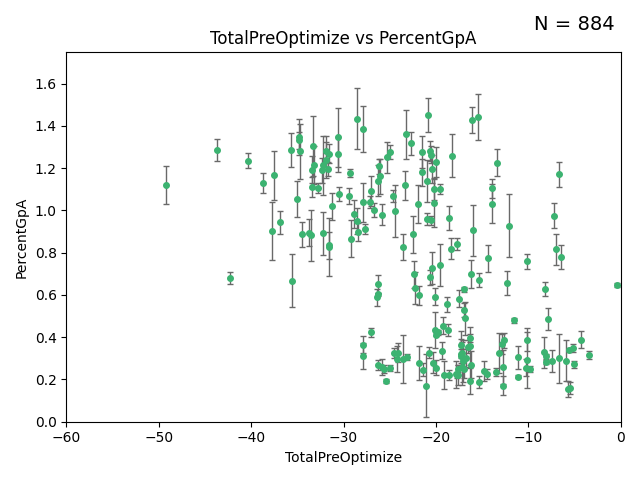 N = 884
TotalPreOptimize vs PercentGpA
1.6
1.4
1.2
1.0
0.8
0.6
0.4
0.2
0.0
PercentGpA
−60 −50 −40 −30 −20 −10 0
TotalPreOptimize